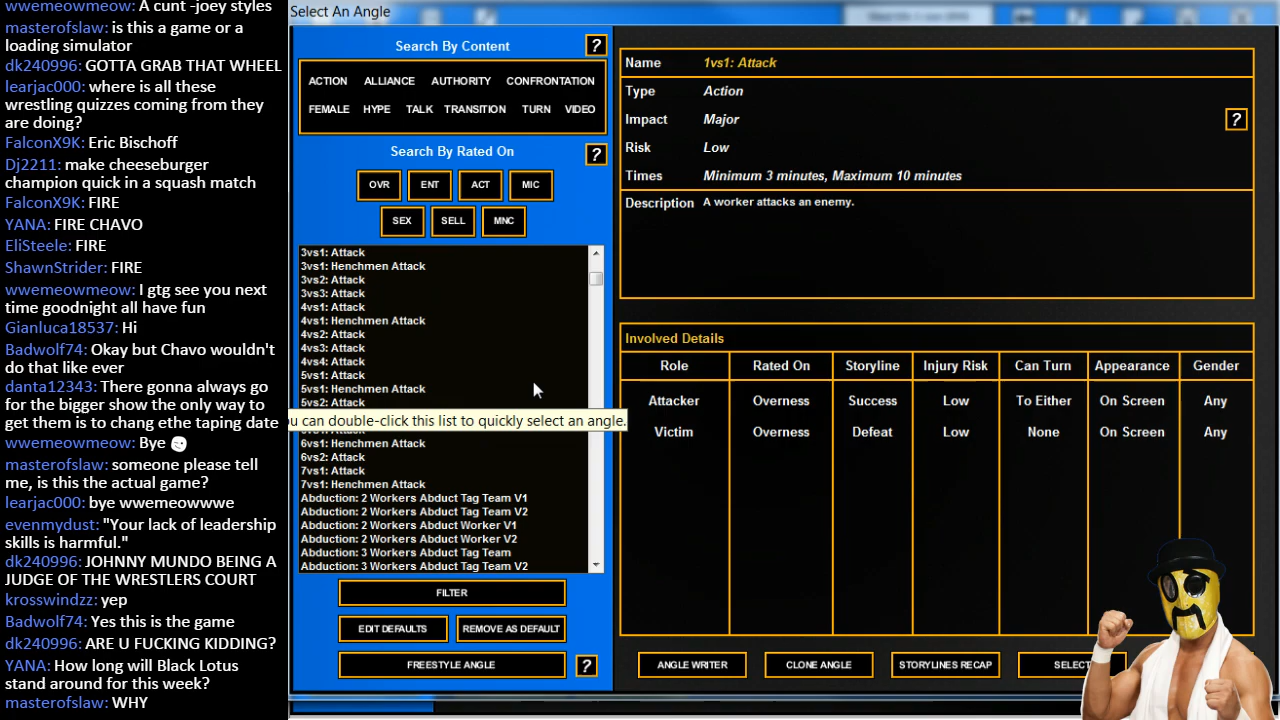 wwemeowmeow: A cunt -joey styles
masterofslaw: is this a game or a
loading simulator
dk240996: GOTTA GRAB THAT WHEEL
learjac000: where is all these
wrestling quizzes coming from they
are doing?
FalconX9K: Eric Bischoff
Dj2211: make cheeseburger
champion quick in a squash match
FalconX9K: FIRE
YANA: FIRE CHAVO
EliSteele: FIRE
ShawnStrider: FIRE
wwemeowmeow: I gtg see you next
time goodnight all have fun
Gianluca18537: Hi
Badwolf74: Okay but Chavo wouldn't
do that like ever
danta12343: There gonna always go
for the bigger show the only way to
get them is to chang ethe taping date
wwemeowmeow: Bye
masterofslaw: someone please tell
me, is this the actual game?
learjac000: bye wwemeowwwe
evenmydust: "Your lack of leadership
skills is harmful."
dk240996: JOHNNY MUNDO BEING A
JUDGE OF THE WRESTLERS COURT
krosswindzz: yep
Badwolf74: Yes this is the game
dk240996: ARE U FUCKING KIDDING?
YANA: How long will Black Lotus
stand around for this week?
masterofslaw: WHY
Select An Angle
Search By Content ?
ACTION ALLIANCE AUTHORITY CONFRONTATION
FEMALE HYPE TALK TRANSITION TURN VIDEO
Search By Rated On ?
OVR ENT ACT MIC
SEX SELL MNC
3vs1: Attack
3vs1: Henchmen Attack
3vs2: Attack
3vs3: Attack
4vs1: Attack
4vs1: Henchmen Attack
4vs2: Attack
4vs3: Attack
4vs4: Attack
5vs1: Attack
5vs1: Henchmen Attack
5vs2: Attack
u can double-click this list to quickly select an angle.
6vs1: Henchmen Attack
6vs2: Attack
7vs1: Attack
7vs1: Henchmen Attack
Abduction: 2 Workers Abduct Tag Team V1
Abduction: 2 Workers Abduct Tag Team V2
Abduction: 2 Workers Abduct Worker V1
Abduction: 2 Workers Abduct Worker V2
Abduction: 3 Workers Abduct Tag Team
Abduction: 3 Workers Abduct Tag Team V2
FILTER
EDIT DEFAULTS REMOVE AS DEFAULT
FREESTYLE ANGLE ?
Name 1vs1: Attack
Type Action
Impact Major ?
Risk Low
Times Minimum 3 minutes, Maximum 10 minutes
Description A worker attacks an enemy.
Involved Details
Role Rated On Storyline Injury Risk Can Turn Appearance Gender
Attacker Overness Success Low To Either On Screen Any
Victim Overness Defeat Low None On Screen Any
ANGLE WRITER CLONE ANGLE STORYLINES RECAP SELECT